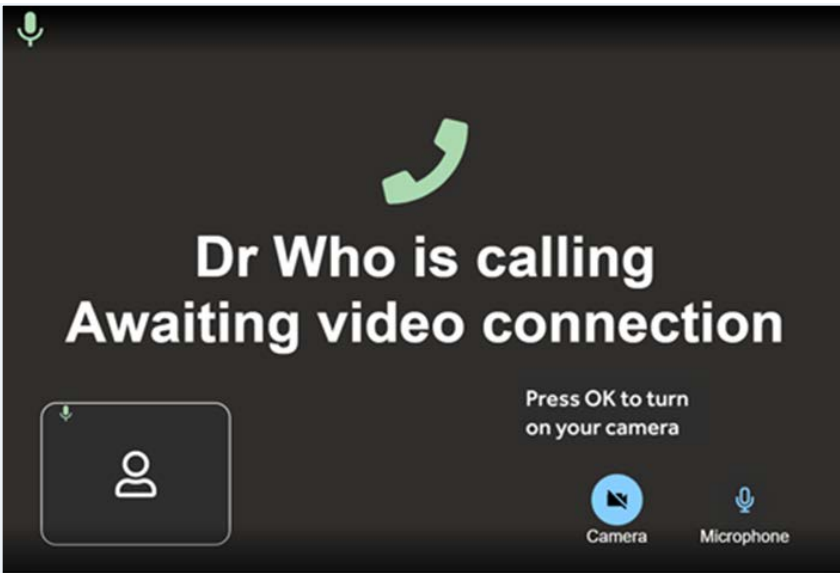 Dr Who is calling
Awaiting video connection
Press OK to turn
on your camera
Camera
Microphone